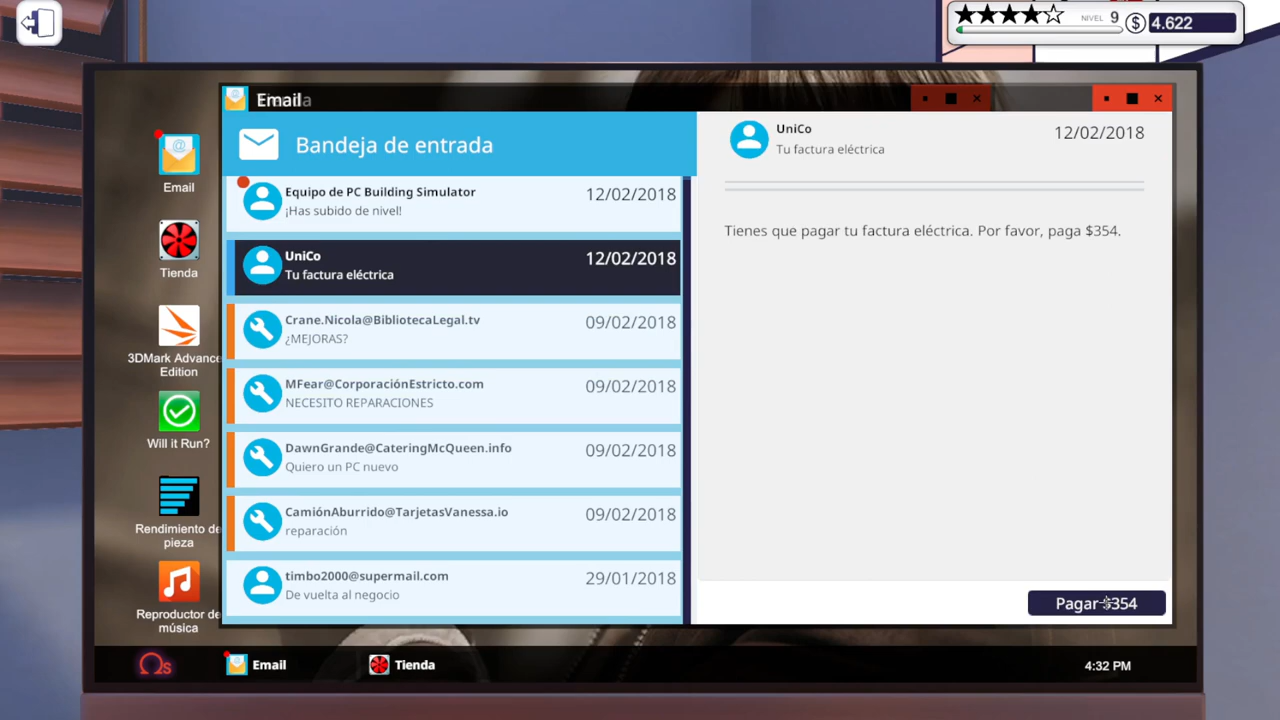 NIVEL 9
$ 4.622
Email
Bandeja de entrada
Equipo de PC Building Simulator
¡Has subido de nivel!
12/02/2018
UniCo
Tu factura eléctrica
12/02/2018
Crane.Nicola@BibliotecaLegal.tv
¿MEJORAS?
09/02/2018
MFear@CorporaciónEstricto.com
NECESITO REPARACIONES
09/02/2018
DawnGrande@CateringMcQueen.info
Quiero un PC nuevo
09/02/2018
CamiónAburrido@TarjetasVanessa.io
reparación
09/02/2018
timbo2000@supermail.com
De vuelta al negocio
29/01/2018
UniCo
Tu factura eléctrica
12/02/2018
Tienes que pagar tu factura eléctrica. Por favor, paga $354.
Pagar $354
Email
Tienda
3DMark Advance
Edition
Will it Run?
Rendimiento de
pieza
Reproductor de
música
Ωs
Email
Tienda
4:32 PM